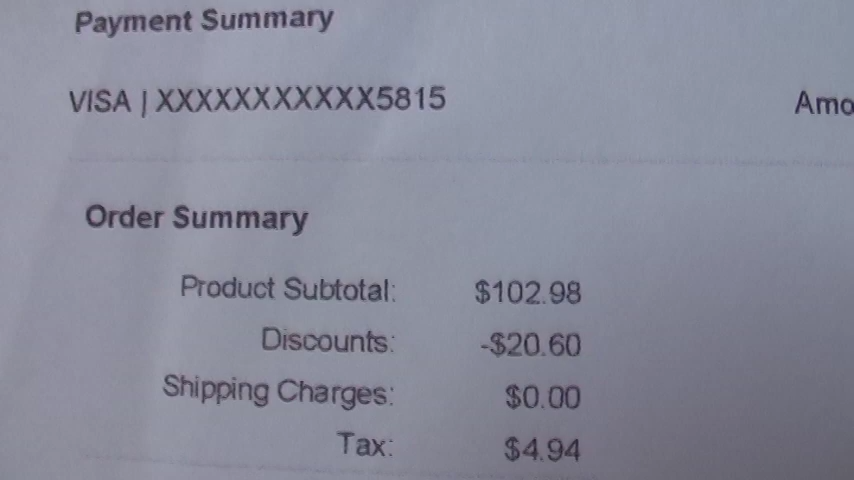 Payment Summary
VISA | XXXXXXXXXXXX5815 Amo
Order Summary
Product Subtotal: $102.98
Discounts: -$20.60
Shipping Charges: $0.00
Tax: $4.94